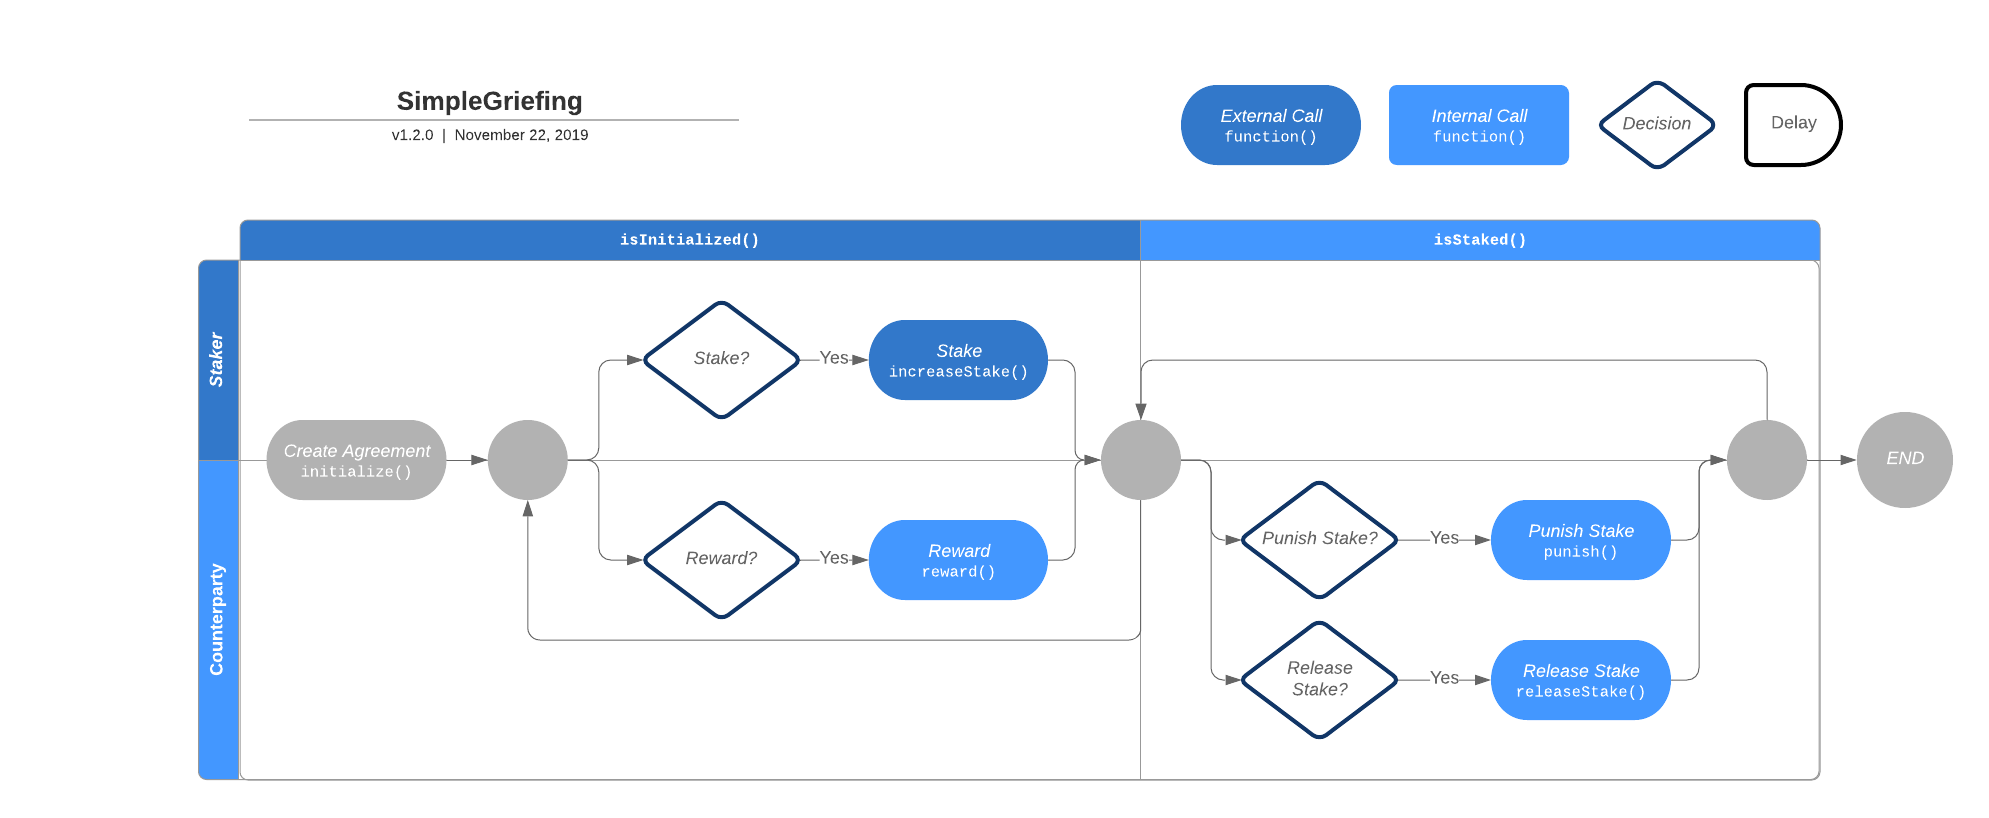 SimpleGriefing
v1.2.0 | November 22, 2019
External Call
function()
Internal Call
function()
Decision
Delay
isInitialized()
isStaked()
Staker
Counterparty
Create Agreement
initialize()
Stake?
Yes
Stake
increaseStake()
Reward?
Yes
Reward
reward()
Punish Stake?
Yes
Punish Stake
punish()
Release
Stake?
Yes
Release Stake
releaseStake()
END